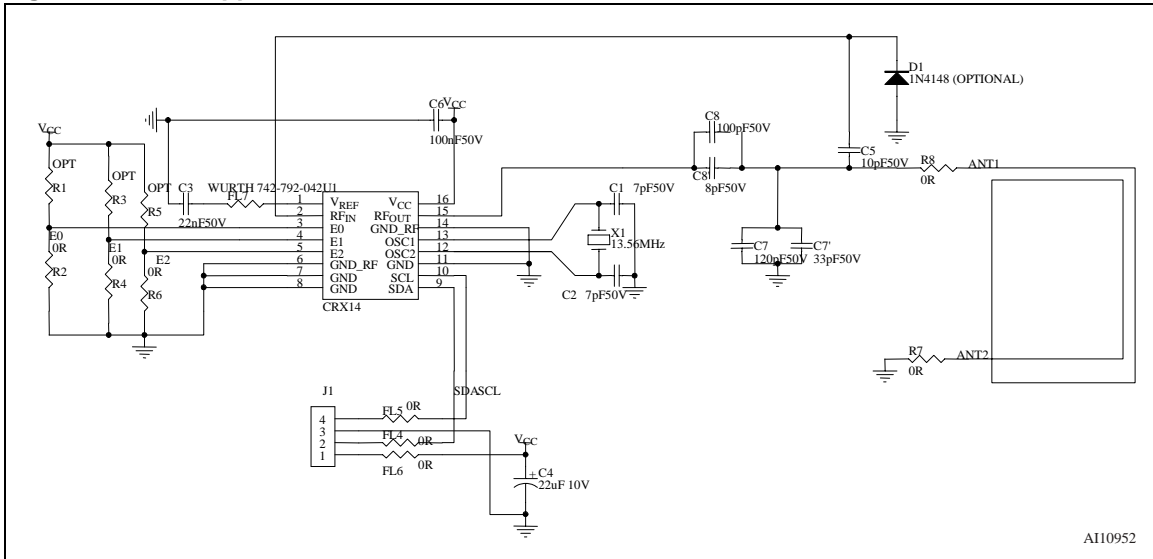 D1
1N4148 (OPTIONAL)
C6
VCC
100nF50V
C8
100pF50V
C5
10pF50V
VCC
R8
ANT1
0R
OPT
R1
OPT
R3
OPT
R5
C3
22nF50V
WURTH 742-792-042U1
FL7
C8'
8pF50V
C1
7pF50V
1
2
3
4
5
6
7
8
VREF
RFIN
E0
E1
E2
GND_RF
GND
GND
VCC
RFOUT
GND_RF
OSC1
OSC2
GND
SCL
SDA
16
15
14
13
12
11
10
9
CRX14
X1
13.56MHz
E0
0R
R2
E1
0R
R4
E2
0R
R6
C7
120pF50V
C7'
33pF50V
C2
7pF50V
R7
ANT2
0R
J1
SDASCL
4
3
2
1
FL5
0R
FL4
0R
FL6
0R
VCC
+
C4
22uF 10V
AI10952